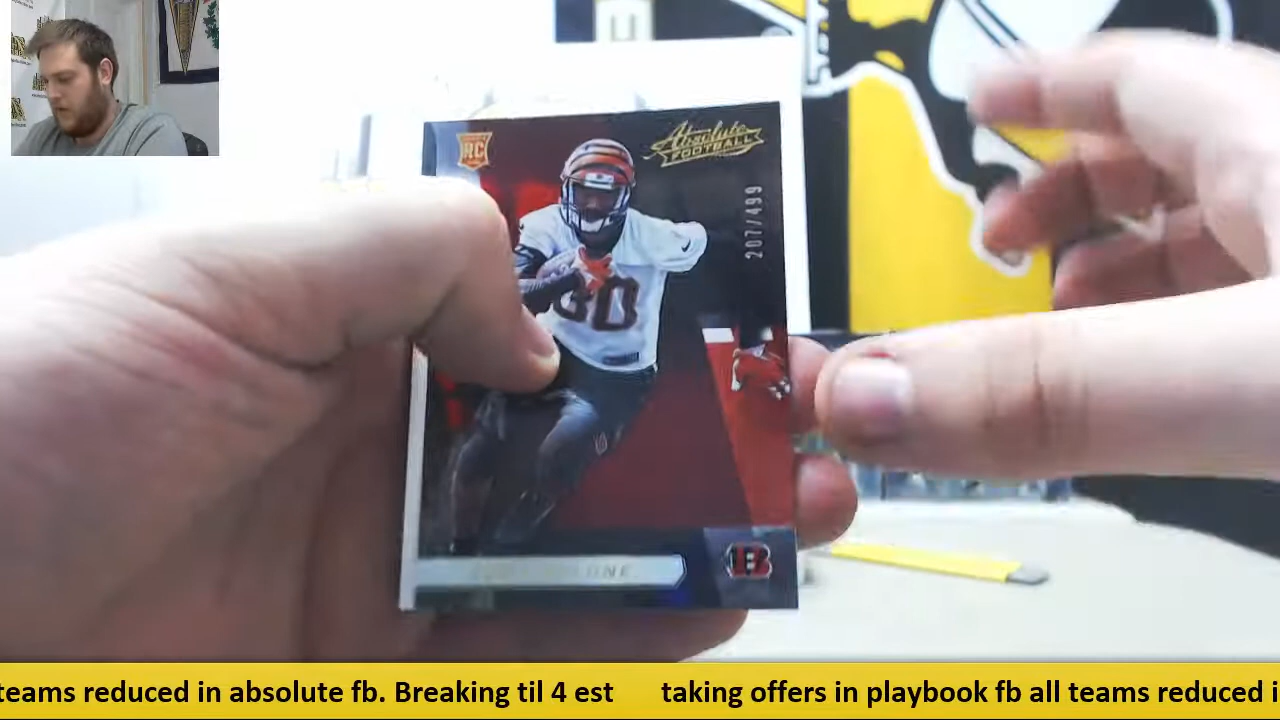 RC
Absolute
FOOTBALL
207/499
80
teams reduced in absolute fb. Breaking til 4 est taking offers in playbook fb all teams reduced i